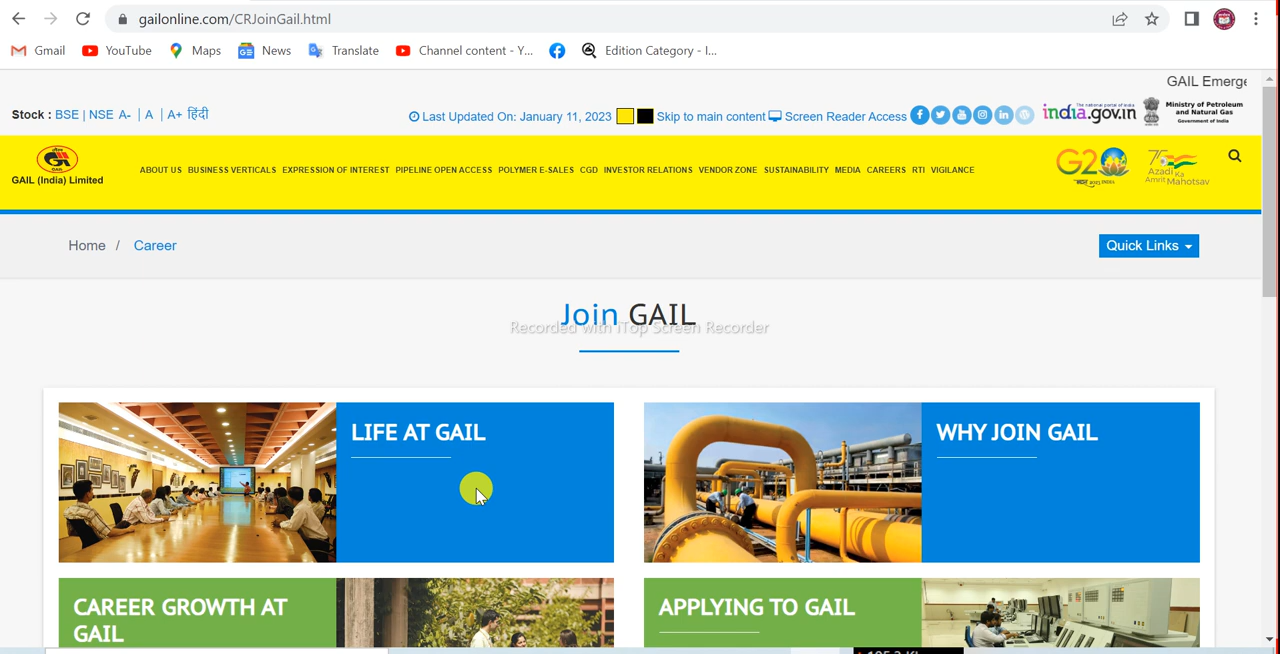 gailonline.com/CRJoinGail.html
Gmail YouTube Maps News Translate Channel content - Y... Edition Category - I...
GAIL Emerge
Stock : BSE | NSE A- | A | A+ हिंदी Last Updated On: January 11, 2023 Skip to main content Screen Reader Access india.gov.in Ministry of Petroleum and Natural Gas Government of India
GAIL (India) Limited
ABOUT US BUSINESS VERTICALS EXPRESSION OF INTEREST PIPELINE OPEN ACCESS POLYMER E-SALES CGD INVESTOR RELATIONS VENDOR ZONE SUSTAINABILITY MEDIA CAREERS RTI VIGILANCE
G20
75 Azadi Ka Amrit Mahotsav
Home / Career Quick Links
Join GAIL
Recorded with iTop Screen Recorder
LIFE AT GAIL
WHY JOIN GAIL
CAREER GROWTH AT
GAIL
APPLYING TO GAIL